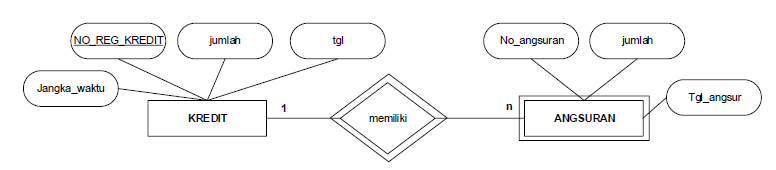 NO_REG_KREDIT
jumlah
tgl
No_angsuran
jumlah
Jangka_waktu
Tgl_angsur
KREDIT
1
memiliki
n
ANGSURAN